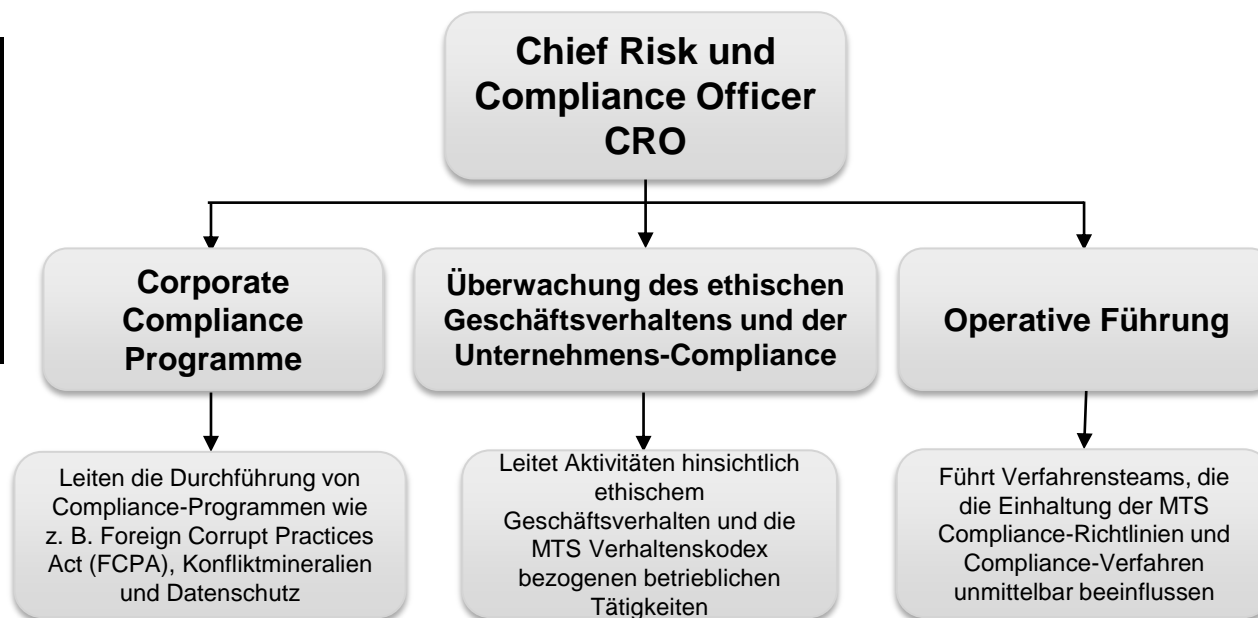 Chief Risk und
Compliance Officer
CRO
Corporate
Compliance
Programme
Überwachung des ethischen
Geschäftsverhaltens und der
Unternehmens-Compliance
Operative Führung
Leiten die Durchführung von
Compliance-Programmen wie
z. B. Foreign Corrupt Practices
Act (FCPA), Konfliktmineralien
und Datenschutz
Leitet Aktivitäten hinsichtlich
ethischem
Geschäftsverhalten und die
MTS Verhaltenskodex
bezogenen betrieblichen
Tätigkeiten
Führt Verfahrensteams, die
die Einhaltung der MTS
Compliance-Richtlinien und
Compliance-Verfahren
unmittelbar beeinflussen